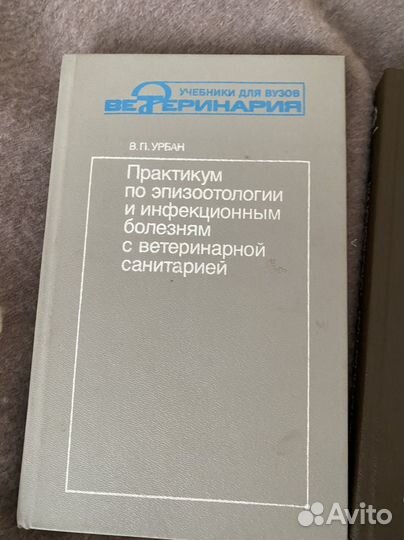 УЧЕБНИКИ ДЛЯ ВУЗОВ
ВЕТЕРИНАРИЯ
В. П. УРБАН
Практикум
по эпизоотологии
и инфекционным
болезням
с ветеринарной
санитарией
Avito